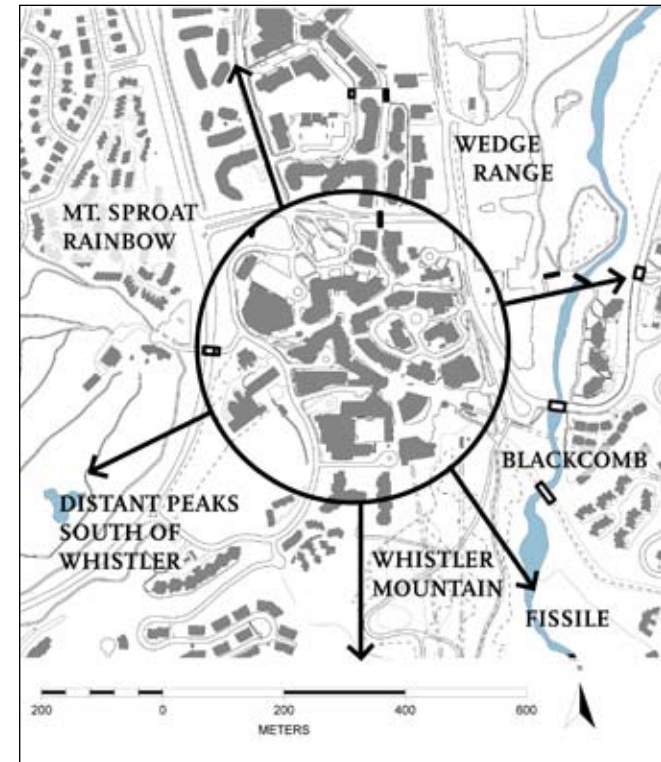 WEDGE
RANGE
MT. SPROAT
RAINBOW
BLACKCOMB
DISTANT PEAKS
SOUTH OF
WHISTLER
WHISTLER
MOUNTAIN
FISSILE
200 0 200 400 600
METERS